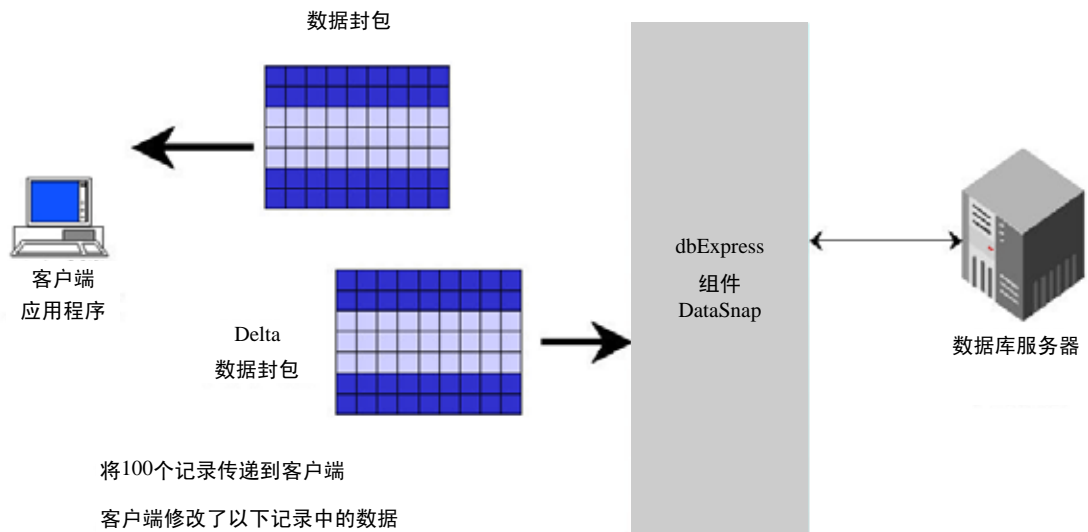 数据封包
客户端
应用程序
Delta
数据封包
dbExpress
组件
DataSnap
数据库服务器
将100个记录传递到客户端
客户端修改了以下记录中的数据